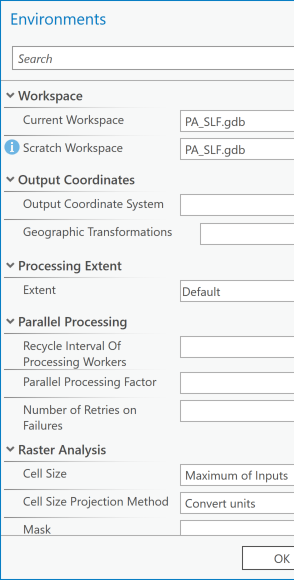 Environments
Search
Workspace
Current Workspace PA_SLF.gdb
Scratch Workspace PA_SLF.gdb
Output Coordinates
Output Coordinate System
Geographic Transformations
Processing Extent
Extent Default
Parallel Processing
Recycle Interval Of
Processing Workers
Parallel Processing Factor
Number of Retries on
Failures
Raster Analysis
Cell Size Maximum of Inputs
Cell Size Projection Method Convert units
Mask
OK